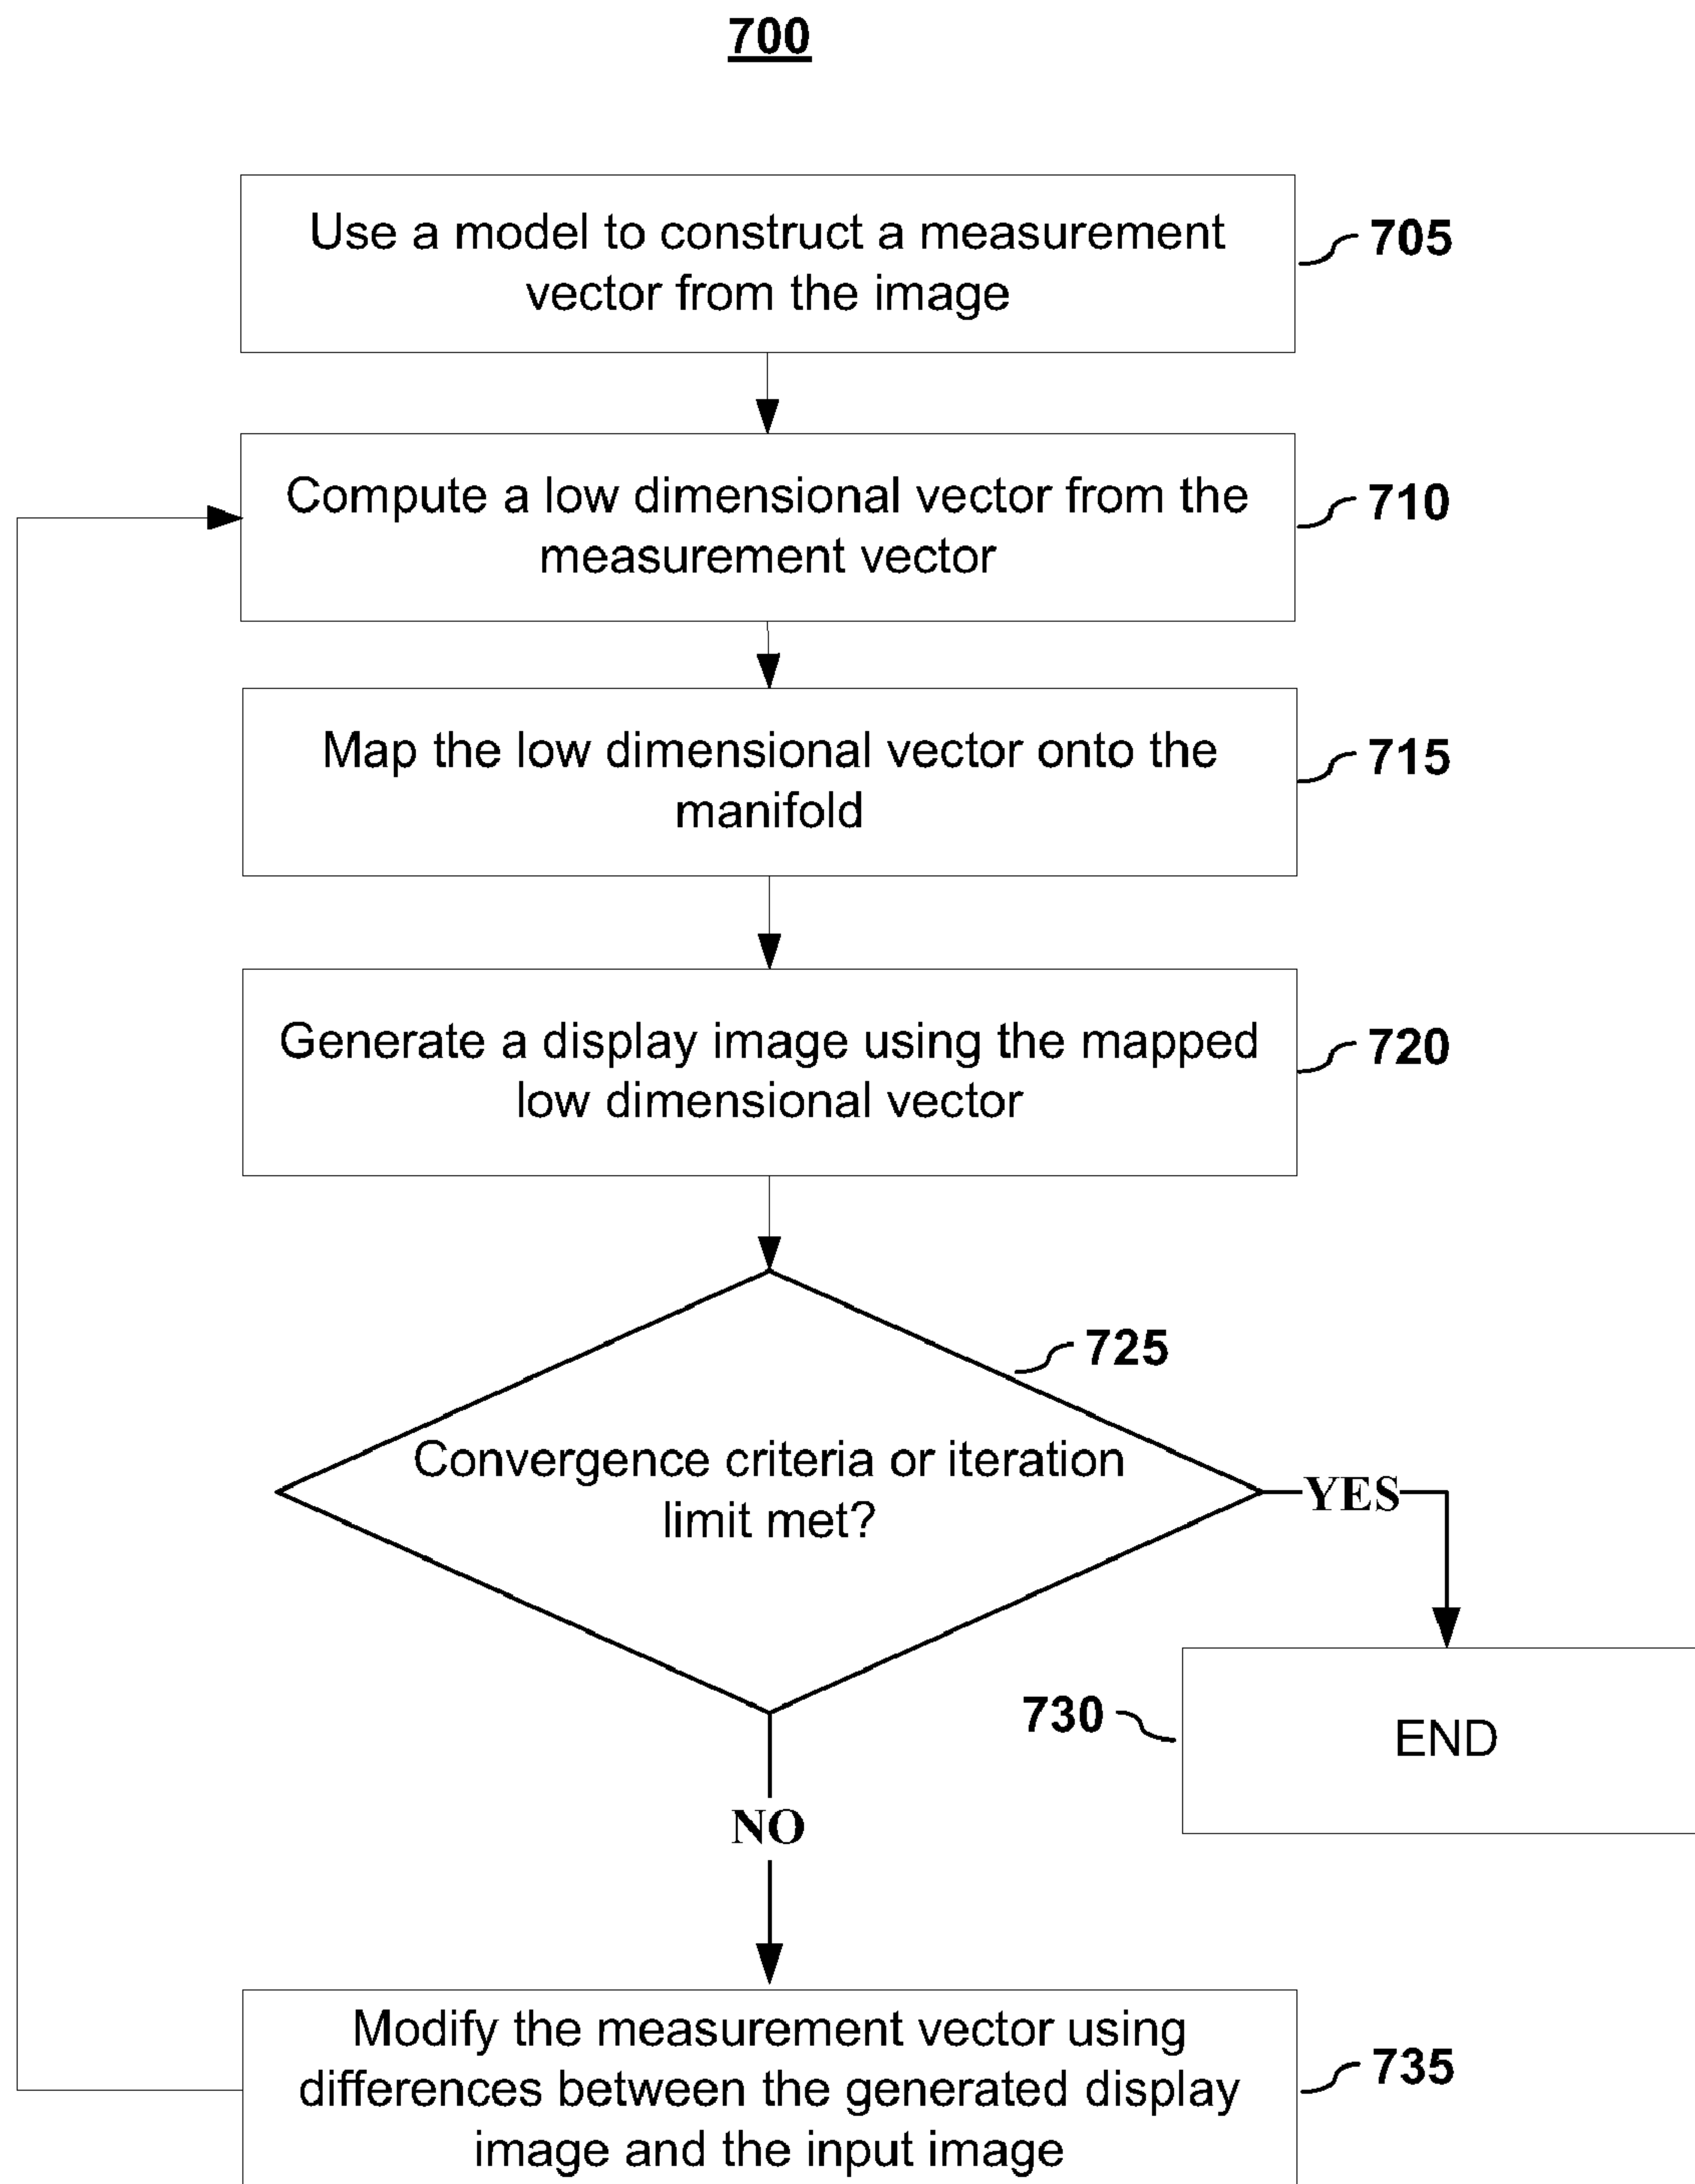 700
Use a model to construct a measurement
vector from the image
705
Compute a low dimensional vector from the
measurement vector
710
Map the low dimensional vector onto the
manifold
715
Generate a display image using the mapped
low dimensional vector
720
725
Convergence criteria or iteration
limit met?
YES
730
END
NO
Modify the measurement vector using
differences between the generated display
image and the input image
735